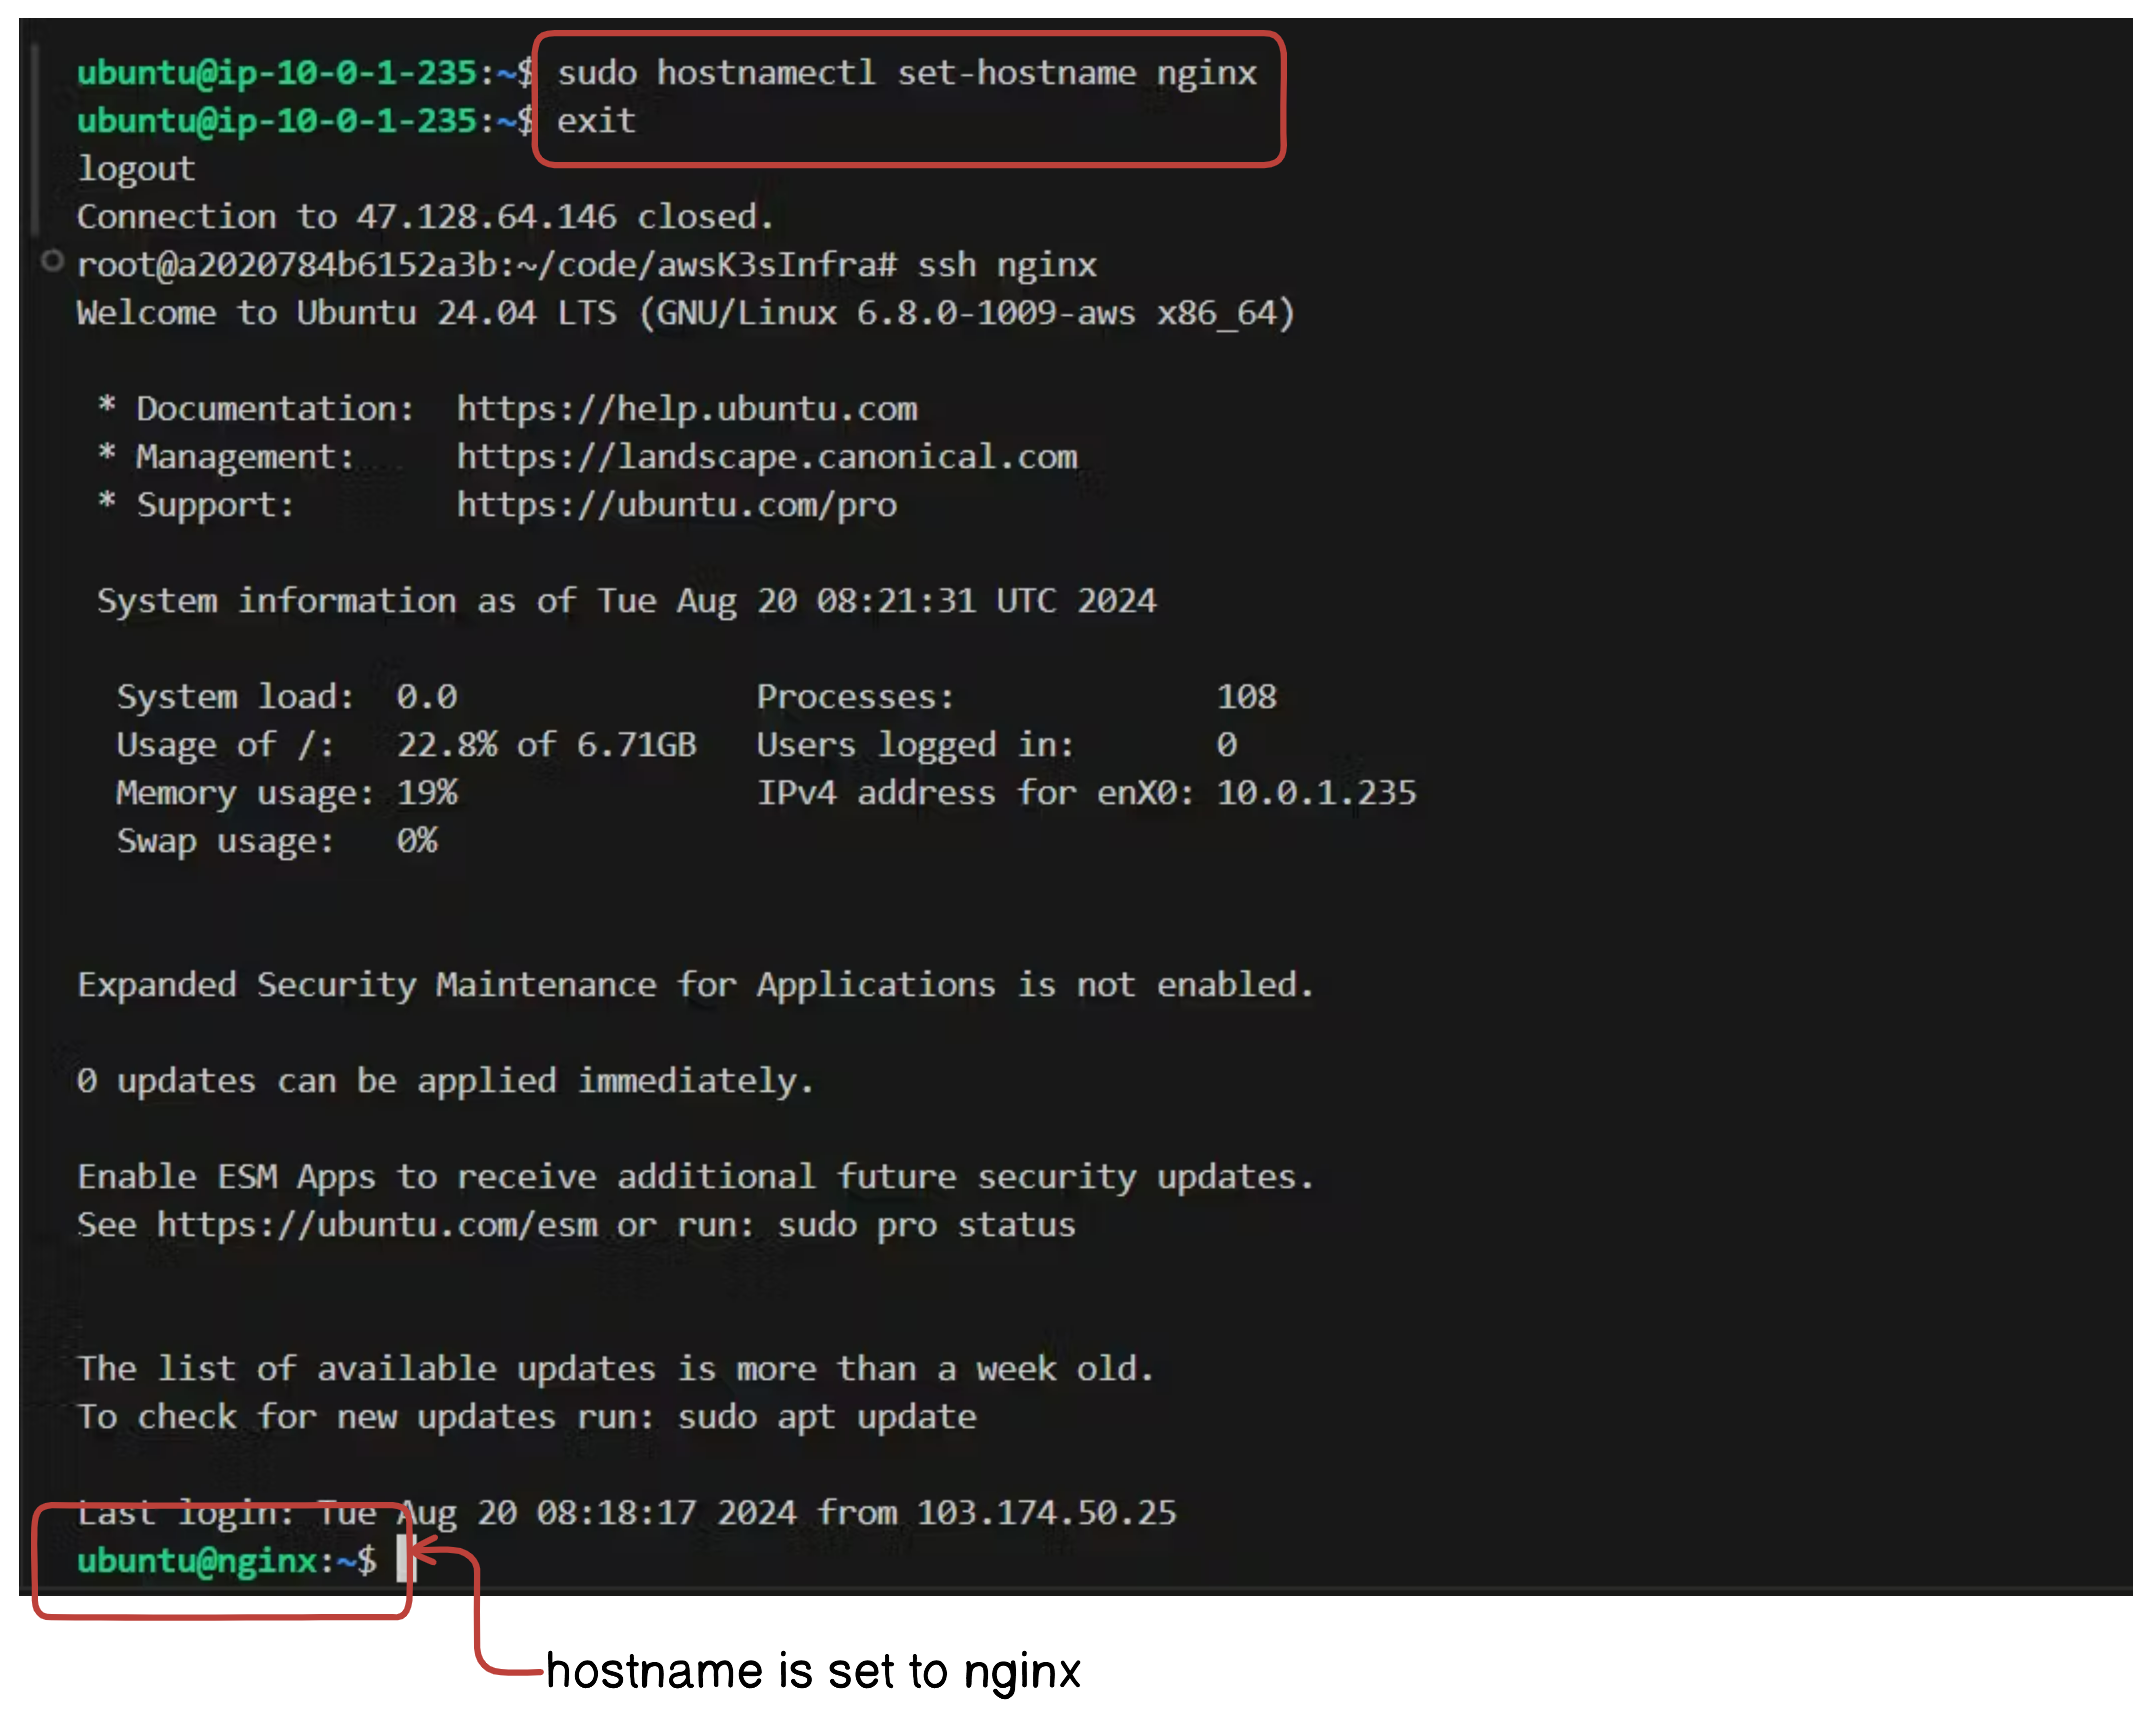 ubuntu@ip-10-0-1-235:~$ sudo hostnamectl set-hostname nginx
ubuntu@ip-10-0-1-235:~$ exit
logout
Connection to 47.128.64.146 closed.
root@a2020784b6152a3b:~/code/awsK3sInfra# ssh nginx
Welcome to Ubuntu 24.04 LTS (GNU/Linux 6.8.0-1009-aws x86_64)
* Documentation: https://help.ubuntu.com
* Management: https://landscape.canonical.com
* Support: https://ubuntu.com/pro
System information as of Tue Aug 20 08:21:31 UTC 2024
System load: 0.0 Processes: 108
Usage of /: 22.8% of 6.71GB Users logged in: 0
Memory usage: 19% IPv4 address for enX0: 10.0.1.235
Swap usage: 0%
Expanded Security Maintenance for Applications is not enabled.
0 updates can be applied immediately.
Enable ESM Apps to receive additional future security updates.
See https://ubuntu.com/esm or run: sudo pro status
The list of available updates is more than a week old.
To check for new updates run: sudo apt update
Last login: Tue Aug 20 08:18:17 2024 from 103.174.50.25
ubuntu@nginx:~$
hostname is set to nginx